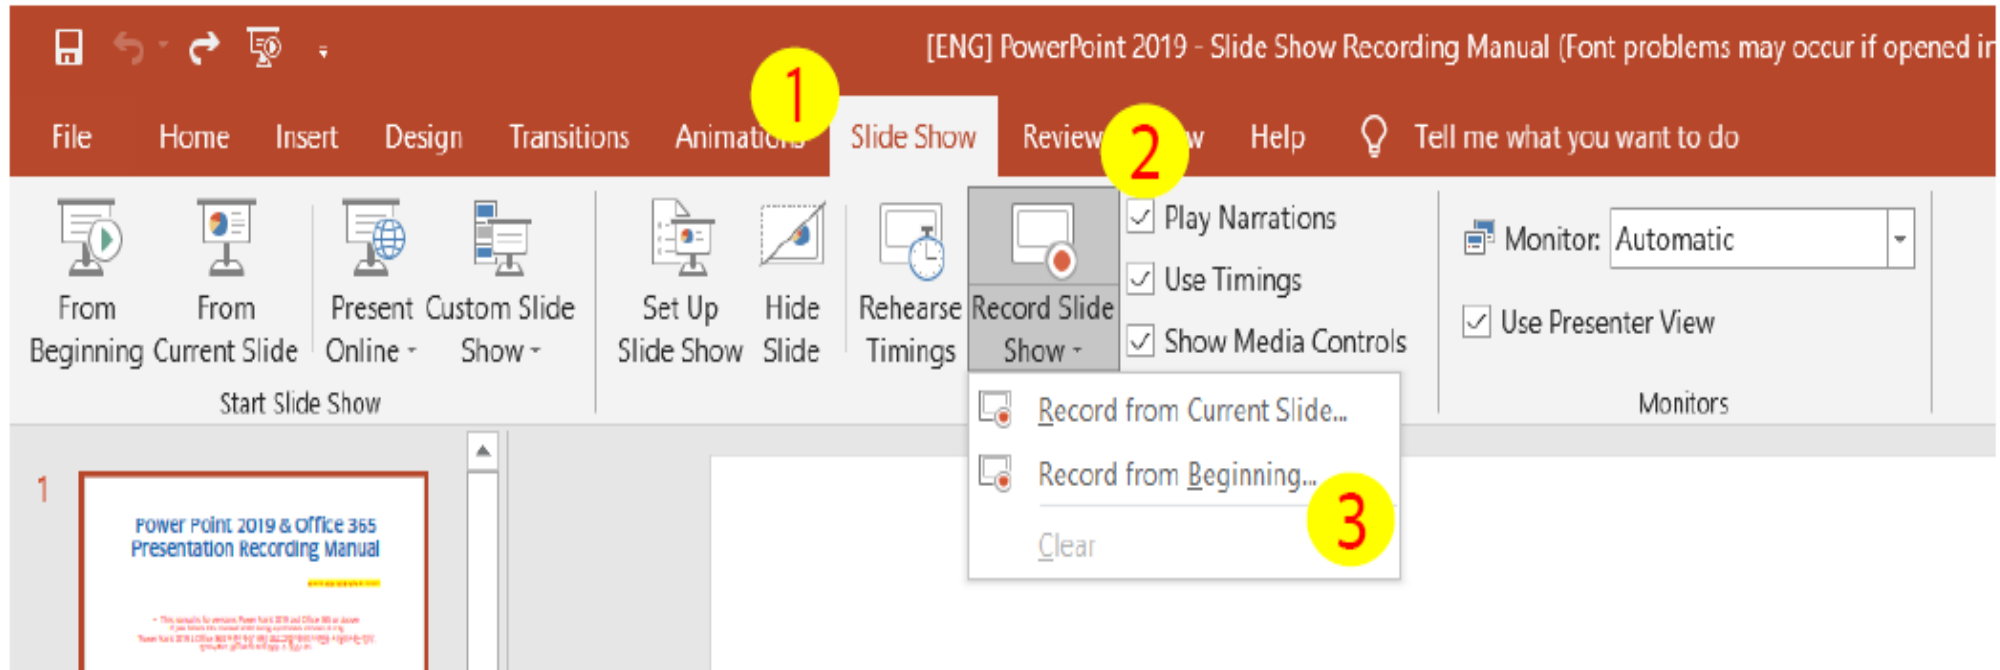 [ENG] PowerPoint 2019 - Slide Show Recording Manual (Font problems may occur if opened in
1
File Home Insert Design Transitions Animations Slide Show Review Help Tell me what you want to do
2
From Beginning
From Current Slide
Present Online
Custom Slide Show
Start Slide Show
Set Up Slide Show
Hide Slide
Rehearse Timings
Record Slide Show
Play Narrations
Use Timings
Show Media Controls
Monitor: Automatic
Use Presenter View
Monitors
Record from Current Slide...
Record from Beginning...
3
Clear
1
Power Point 2019 & Office 365
Presentation Recording Manual